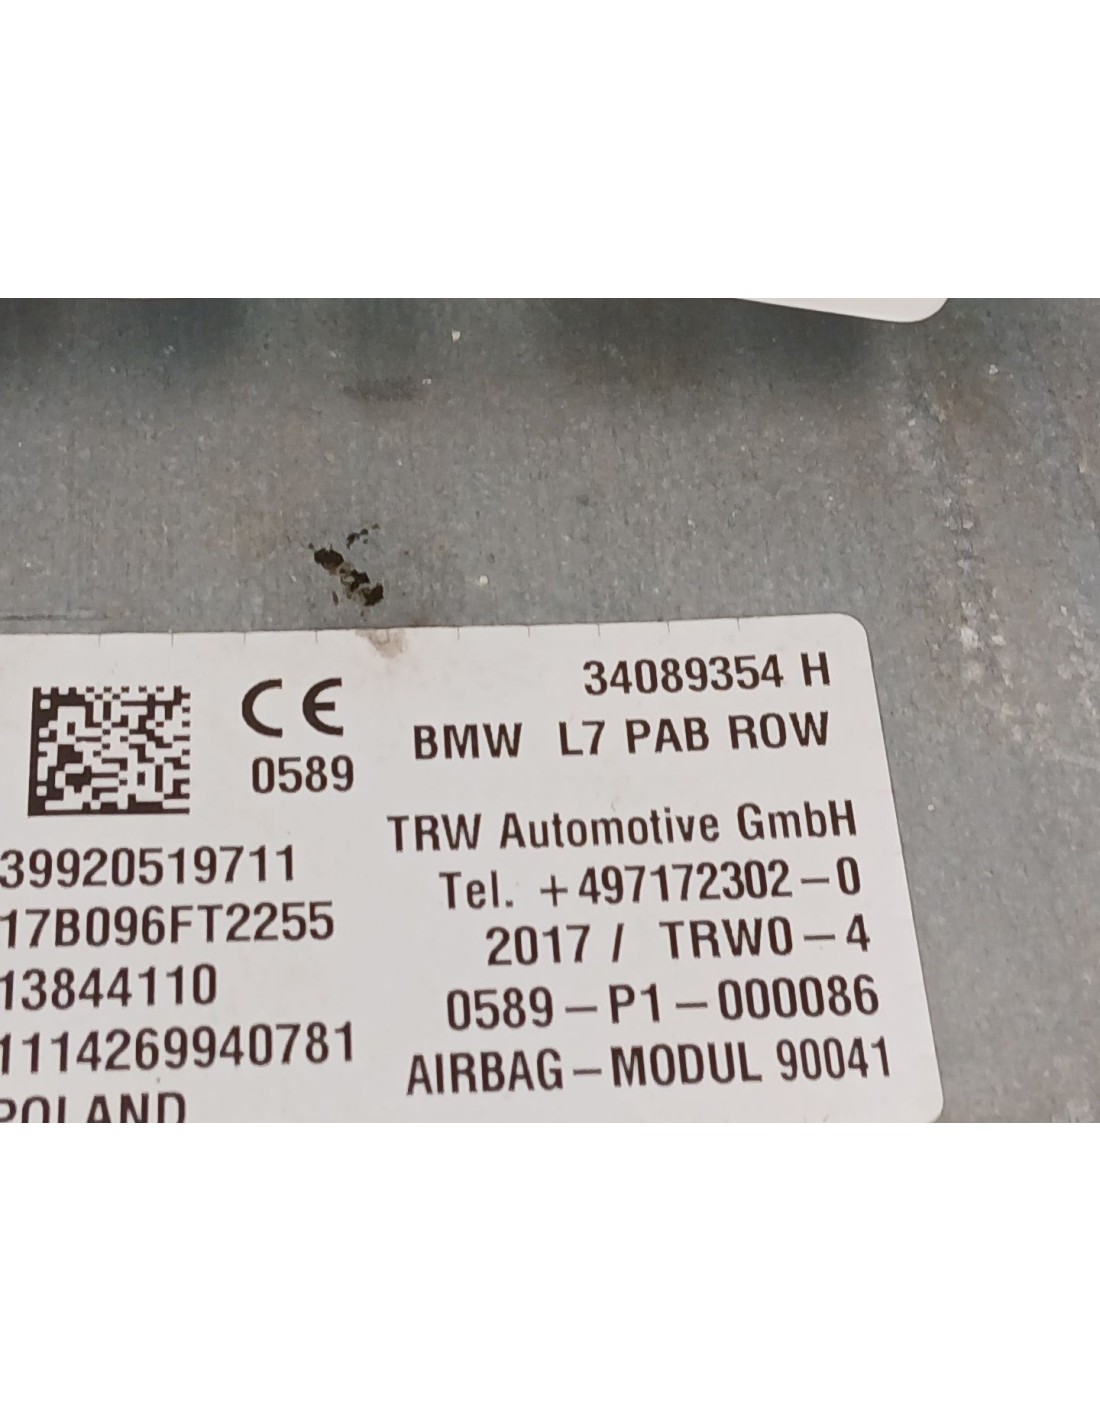 34089354 H
CE
BMW L7 PAB ROW
0589
TRW Automotive GmbH
39920519711
Tel. +497172302-0
17B096FT2255
2017 / TRW0-4
13844110
0589-P1-000086
1114269940781
AIRBAG-MODUL 90041
POLAND